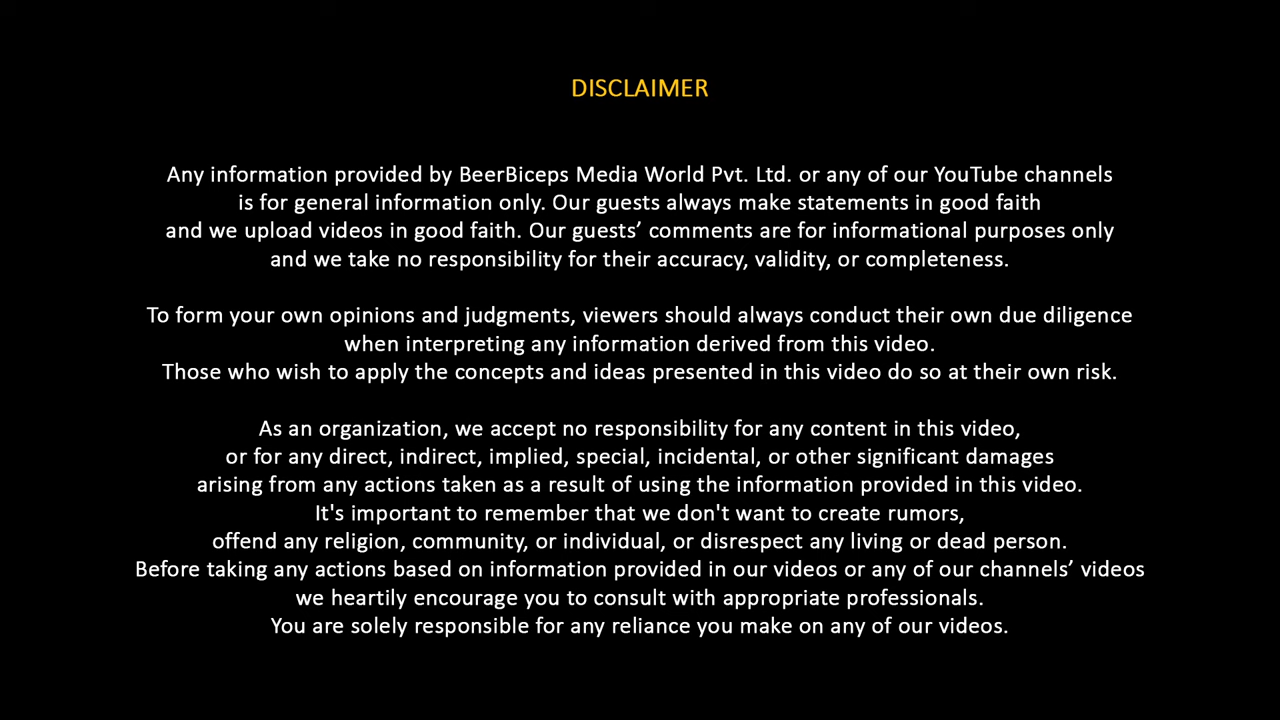 DISCLAIMER
Any information provided by BeerBiceps Media World Pvt. Ltd. or any of our YouTube channels
is for general information only. Our guests always make statements in good faith
and we upload videos in good faith. Our guests’ comments are for informational purposes only
and we take no responsibility for their accuracy, validity, or completeness.
To form your own opinions and judgments, viewers should always conduct their own due diligence
when interpreting any information derived from this video.
Those who wish to apply the concepts and ideas presented in this video do so at their own risk.
As an organization, we accept no responsibility for any content in this video,
or for any direct, indirect, implied, special, incidental, or other significant damages
arising from any actions taken as a result of using the information provided in this video.
It's important to remember that we don't want to create rumors,
offend any religion, community, or individual, or disrespect any living or dead person.
Before taking any actions based on information provided in our videos or any of our channels’ videos
we heartily encourage you to consult with appropriate professionals.
You are solely responsible for any reliance you make on any of our videos.